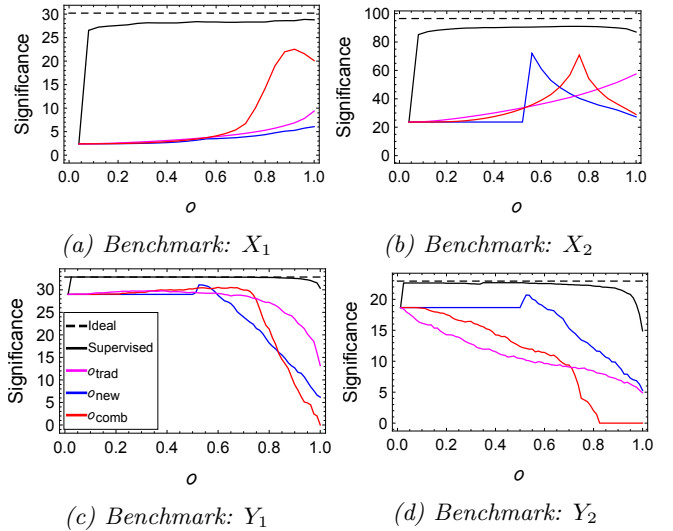 30
25
20
15
10
5
0
Significance
0.0 0.2 0.4 0.6 0.8 1.0
o
(a) Benchmark: X1
100
80
60
40
20
0
Significance
0.0 0.2 0.4 0.6 0.8 1.0
o
(b) Benchmark: X2
30
25
20
15
10
5
0
Significance
Ideal
Supervised
o trad
o new
o comb
0.0 0.2 0.4 0.6 0.8 1.0
o
(c) Benchmark: Y1
20
15
10
5
0
Significance
0.0 0.2 0.4 0.6 0.8 1.0
o
(d) Benchmark: Y2